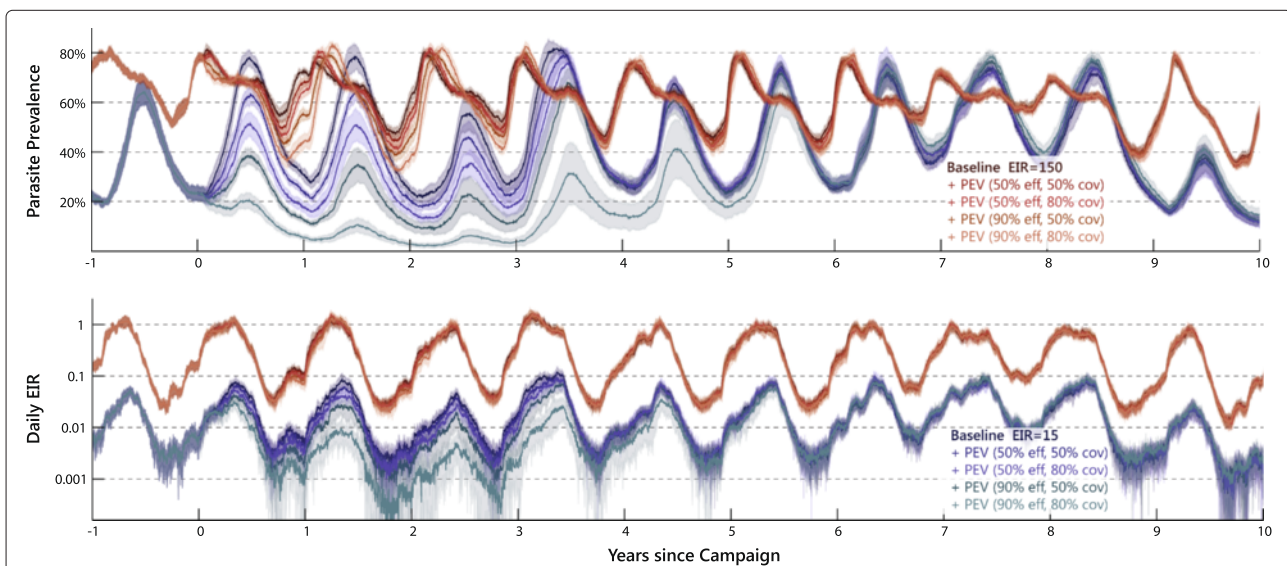 Parasite Prevalence
80%
60%
40%
20%
Baseline EIR=150
+ PEV (50% eff, 50% cov)
+ PEV (50% eff, 80% cov)
+ PEV (90% eff, 50% cov)
+ PEV (90% eff, 80% cov)
-1 0 1 2 3 4 5 6 7 8 9 10
Daily EIR
1
0.1
0.01
0.001
Baseline EIR=15
+ PEV (50% eff, 50% cov)
+ PEV (50% eff, 80% cov)
+ PEV (90% eff, 50% cov)
+ PEV (90% eff, 80% cov)
-1 0 1 2 3 4 5 6 7 8 9 10
Years since Campaign